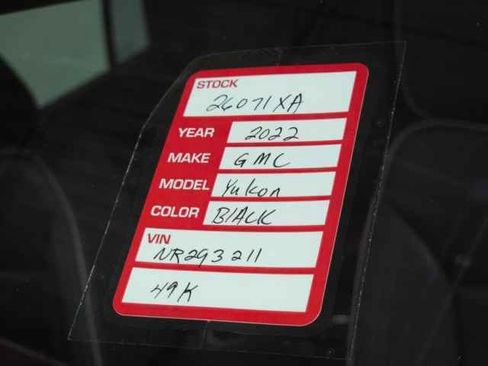 STOCK
26071XA
YEAR 2022
MAKE GMC
MODEL Yukon
COLOR BlACK
VIN
NR293211
49K